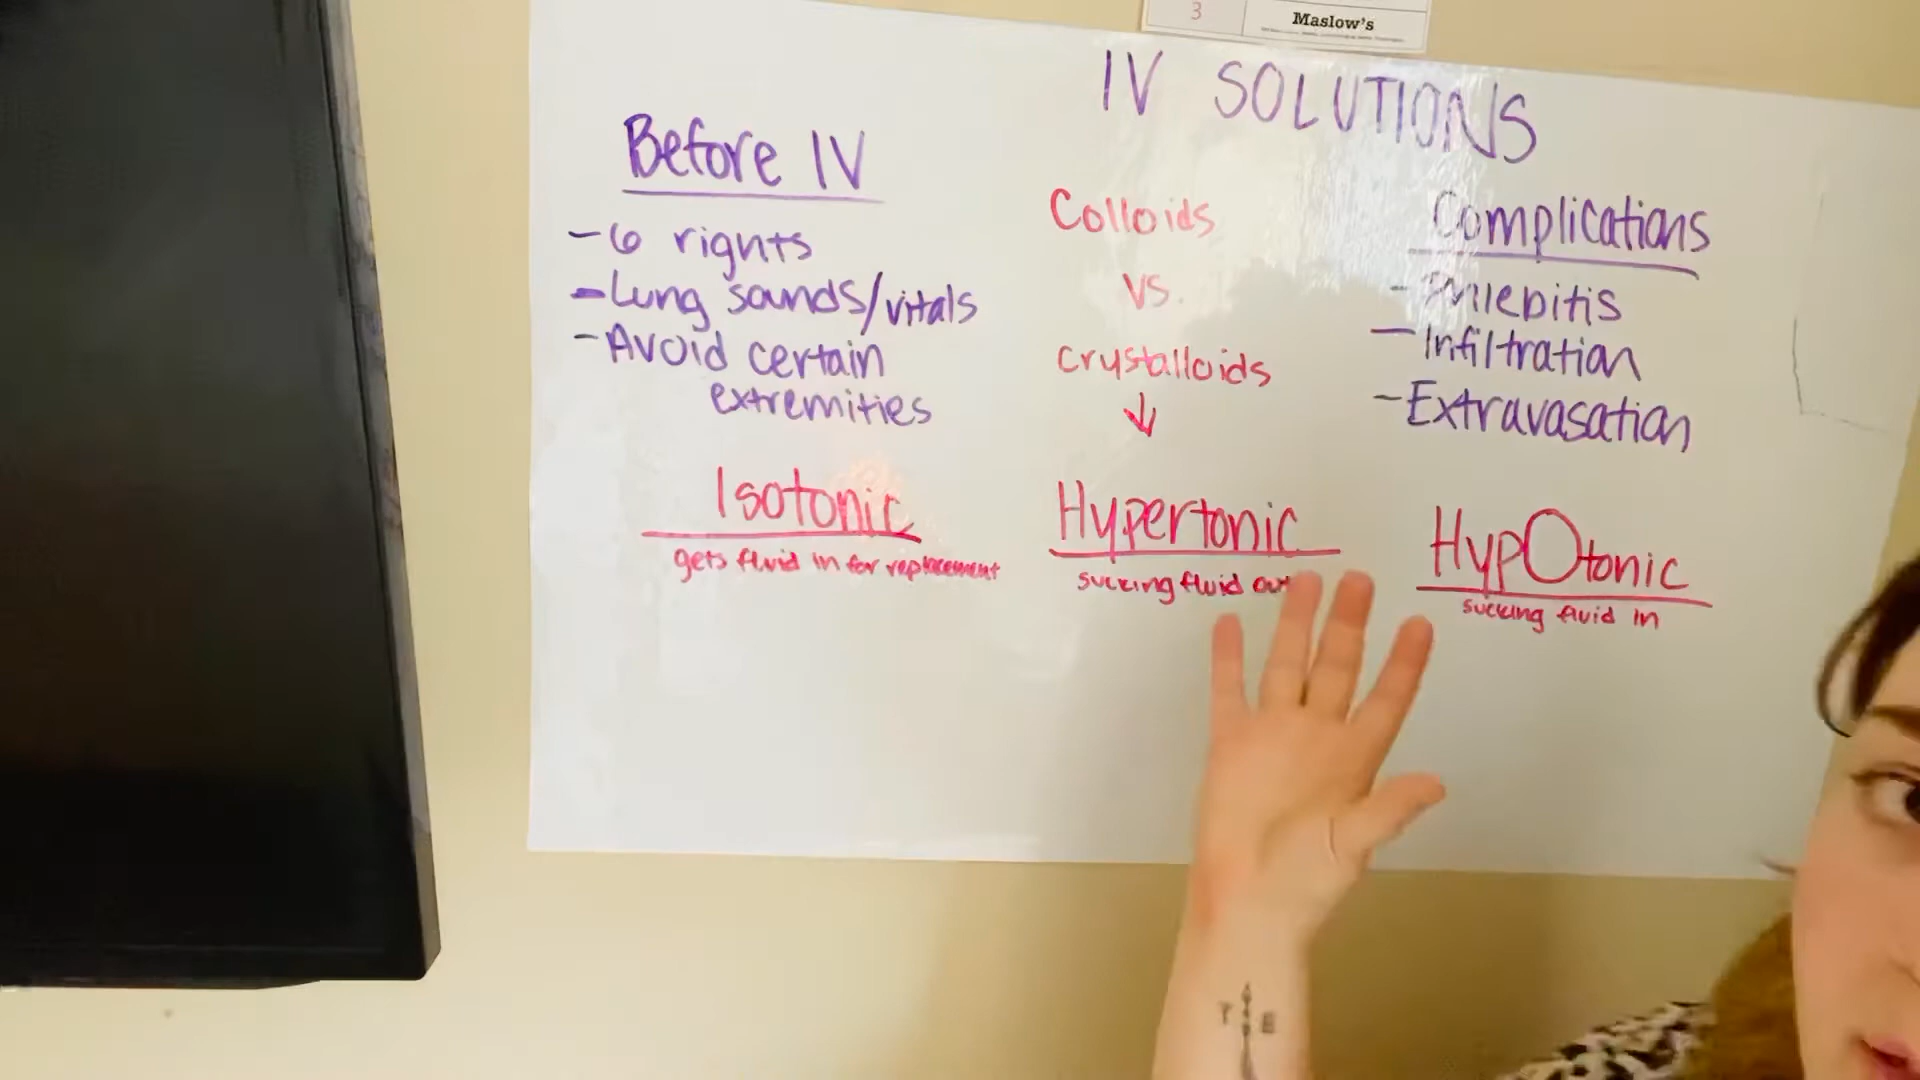 3
Maslow's
IV SOLUTIONS
Before IV
- 6 rights
- Lung sounds/vitals
- Avoid certain
extremities
Colloids
vs.
crystalloids
↓
Complications
- Phlebitis
- Infiltration
- Extravasation
Isotonic
gets fluid in for replacement
Hypertonic
sucking fluid out
HypOtonic
sucking fluid in
T E